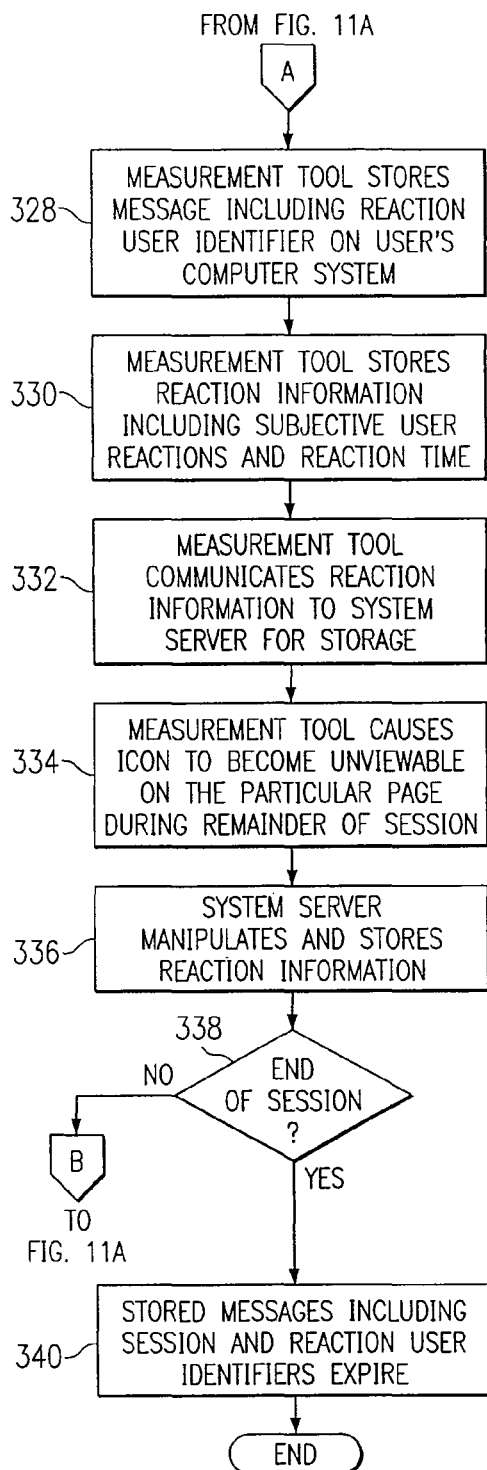 FROM FIG. 11A
A
328
MEASUREMENT TOOL STORES
MESSAGE INCLUDING REACTION
USER IDENTIFIER ON USER'S
COMPUTER SYSTEM
330
MEASUREMENT TOOL STORES
REACTION INFORMATION
INCLUDING SUBJECTIVE USER
REACTIONS AND REACTION TIME
332
MEASUREMENT TOOL
COMMUNICATES REACTION
INFORMATION TO SYSTEM
SERVER FOR STORAGE
334
MEASUREMENT TOOL CAUSES
ICON TO BECOME UNVIEWABLE
ON THE PARTICULAR PAGE
DURING REMAINDER OF SESSION
336
SYSTEM SERVER
MANIPULATES AND STORES
REACTION INFORMATION
338
END
OF SESSION
?
NO
B
TO
FIG. 11A
YES
340
STORED MESSAGES INCLUDING
SESSION AND REACTION USER
IDENTIFIERS EXPIRE
END